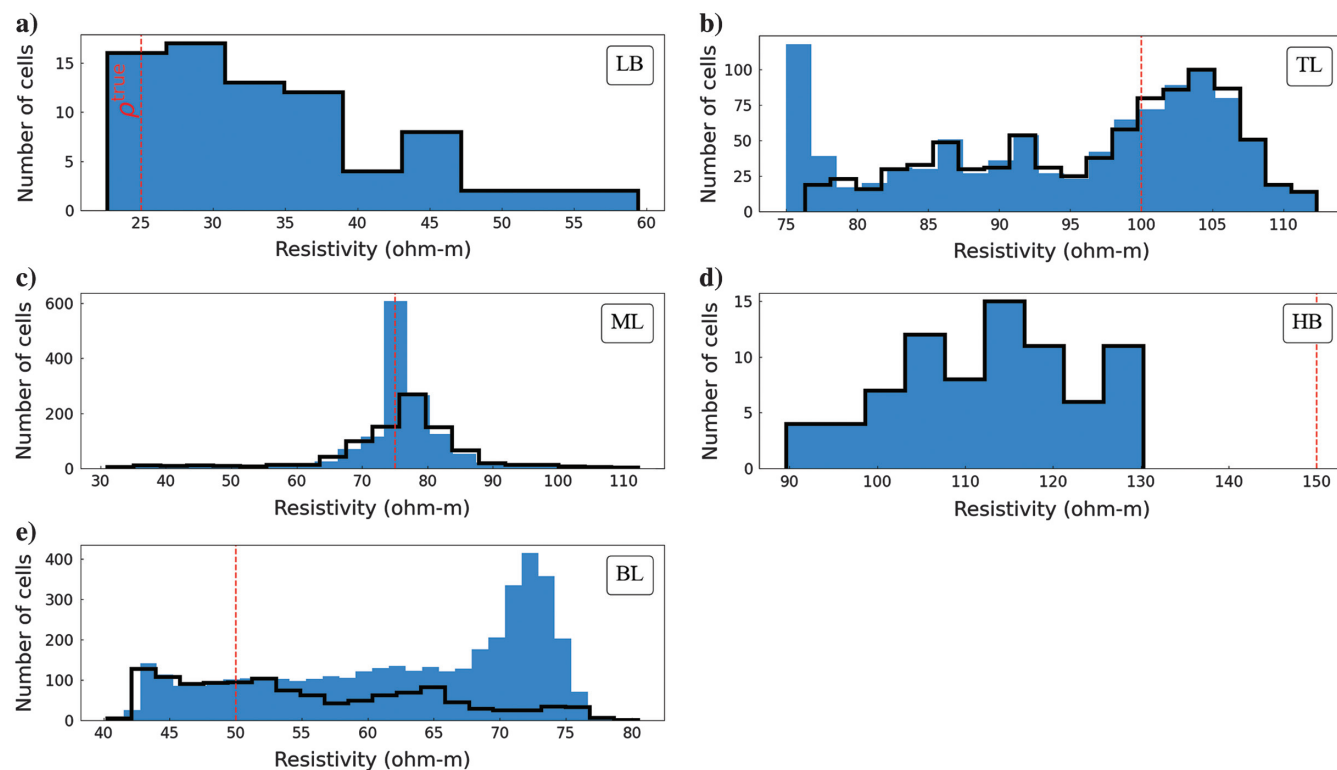 a)
Number of cells
15
10
5
0
ρtrue
LB
25 30 35 40 45 50 55 60
Resistivity (ohm-m)
b)
Number of cells
100
75
50
25
0
TL
75 80 85 90 95 100 105 110
Resistivity (ohm-m)
c)
Number of cells
600
400
200
0
ML
30 40 50 60 70 80 90 100 110
Resistivity (ohm-m)
d)
Number of cells
15
10
5
0
HB
90 100 110 120 130 140 150
Resistivity (ohm-m)
e)
Number of cells
400
300
200
100
0
BL
40 45 50 55 60 65 70 75 80
Resistivity (ohm-m)